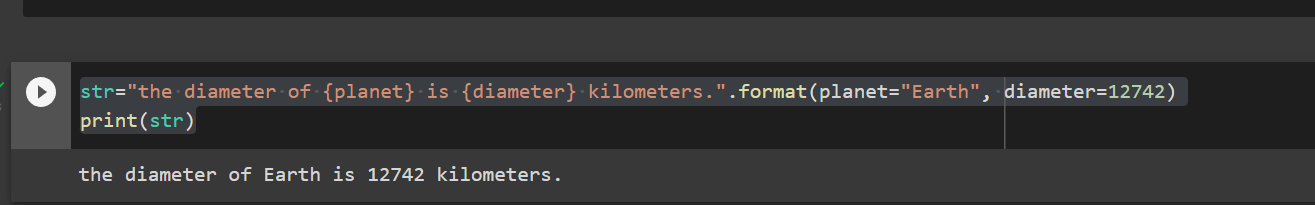 str="the diameter of {planet} is {diameter} kilometers.".format(planet="Earth", diameter=12742)
print(str)
the diameter of Earth is 12742 kilometers.